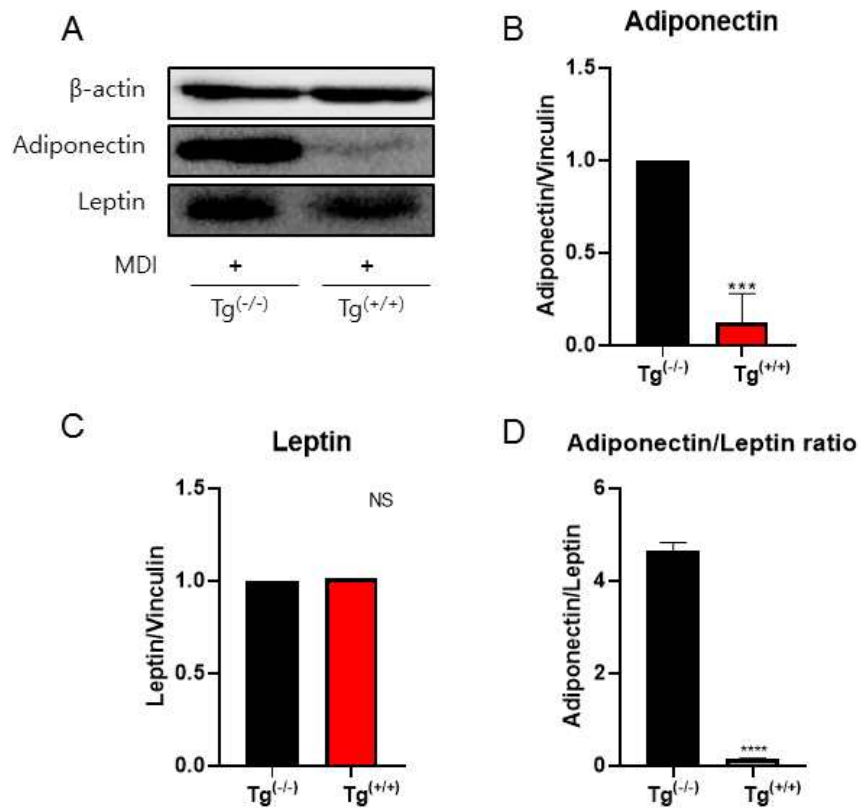 A
β-actin
Adiponectin
Leptin
MDI + +
Tg(-/-) Tg(+/+)
B
Adiponectin
Adiponectin/Vinculin
1.5
1.0
0.5
0.0
***
Tg(-/-) Tg(+/+)
C
Leptin
Leptin/Vinculin
1.5
1.0
0.5
0.0
NS
Tg(-/-) Tg(+/+)
D
Adiponectin/Leptin ratio
Adiponectin/Leptin
6
4
2
0
****
Tg(-/-) Tg(+/+)